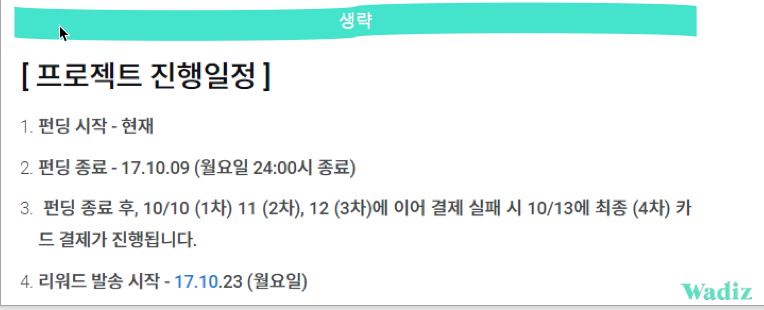 생략
[ 프로젝트 진행일정 ]
1. 펀딩 시작 - 현재
2. 펀딩 종료 - 17.10.09 (월요일 24:00시 종료)
3. 펀딩 종료 후, 10/10 (1차) 11 (2차), 12 (3차)에 이어 결제 실패 시 10/13에 최종 (4차) 카
드 결제가 진행됩니다.
4. 리워드 발송 시작 - 17.10.23 (월요일)
Wadiz